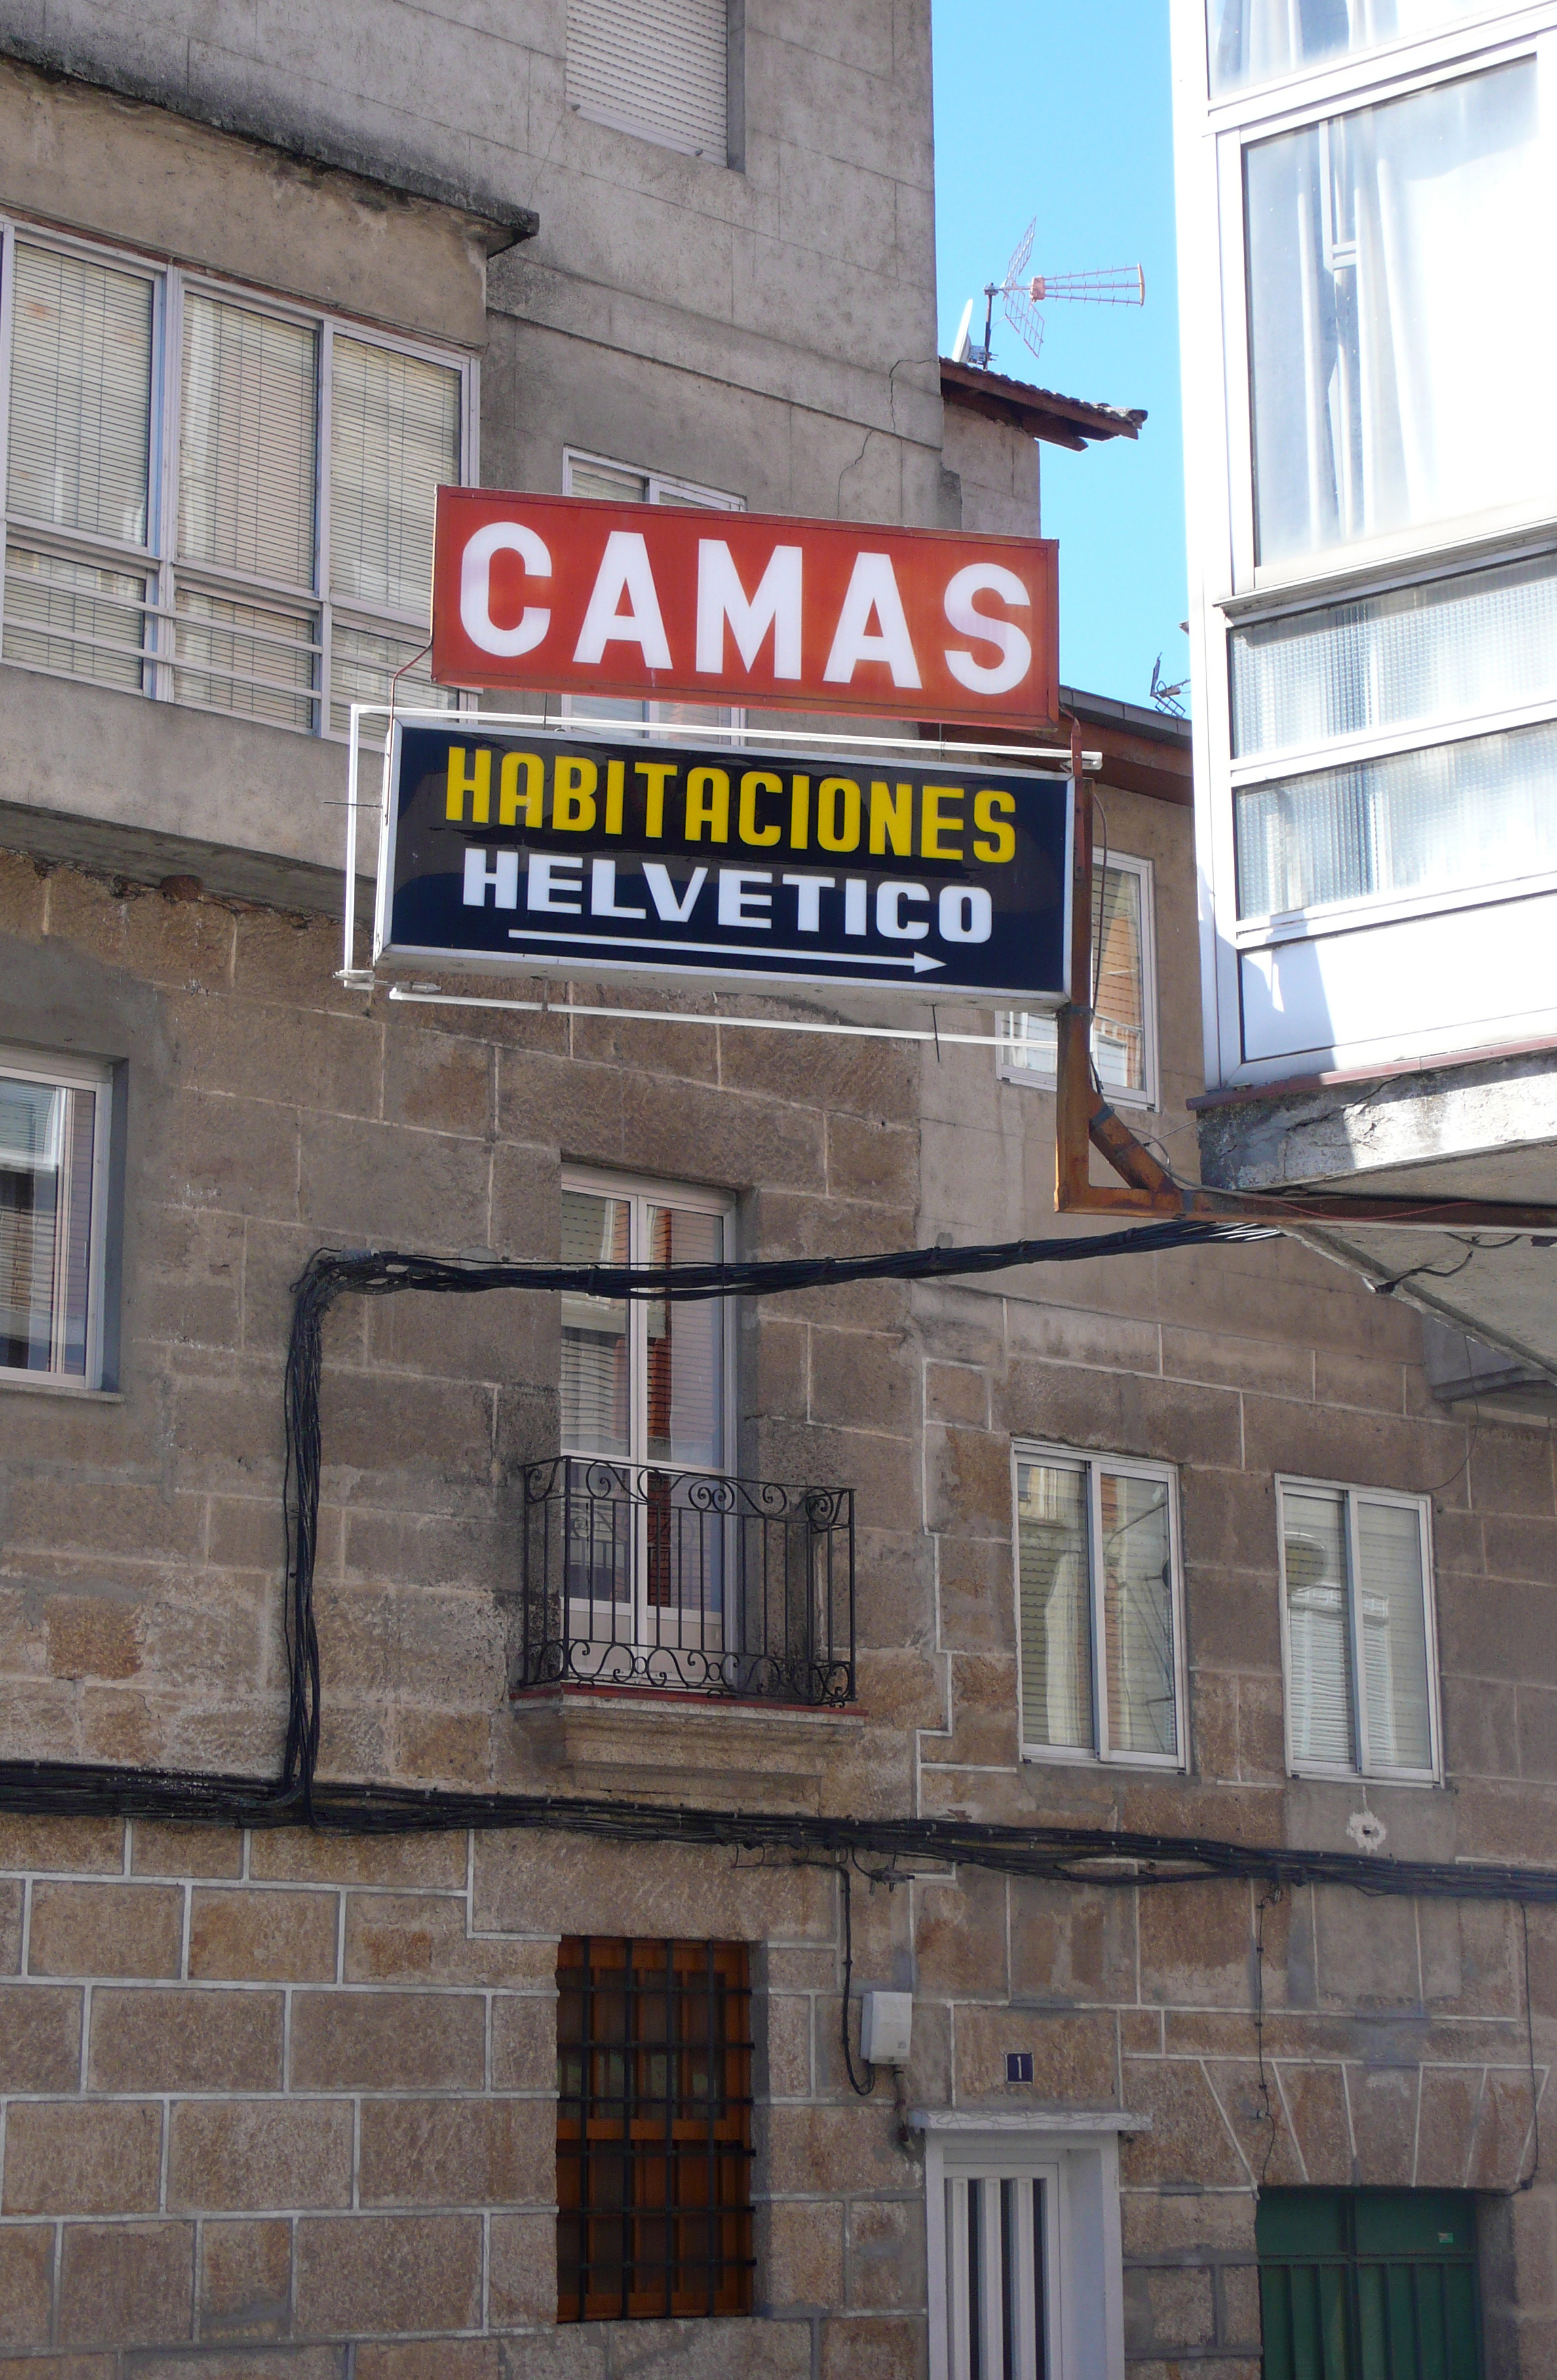 CAMAS
HABITACIONES
HELVETICO
1